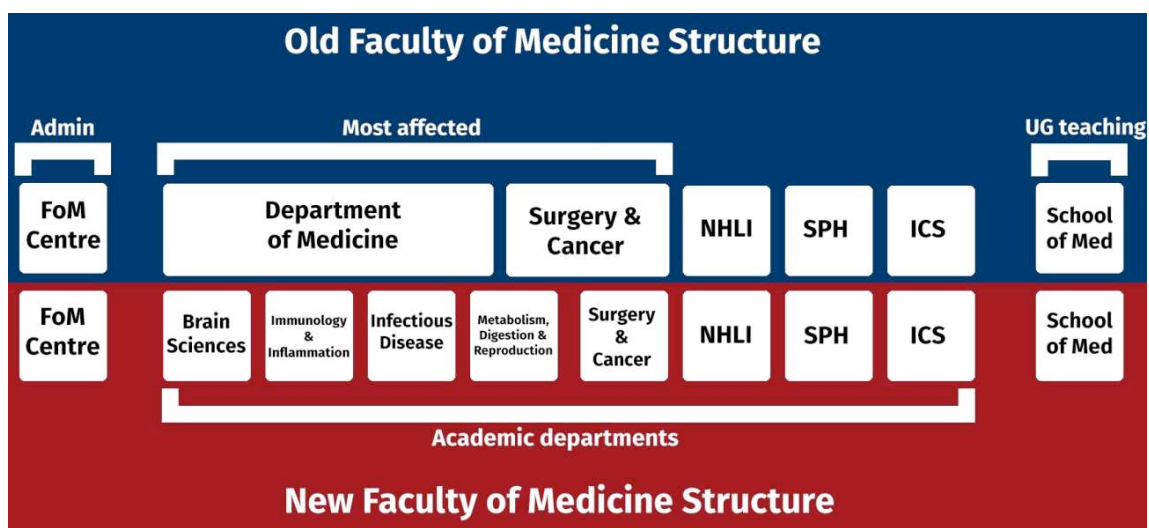 Old Faculty of Medicine Structure
Admin
Most affected
UG teaching
FoM
Centre
Department
of Medicine
Surgery &
Cancer
NHLI
SPH
ICS
School
of Med
FoM
Centre
Brain
Sciences
Immunology
&
Inflammation
Infectious
Disease
Metabolism,
Digestion &
Reproduction
Surgery
&
Cancer
NHLI
SPH
ICS
School
of Med
Academic departments
New Faculty of Medicine Structure